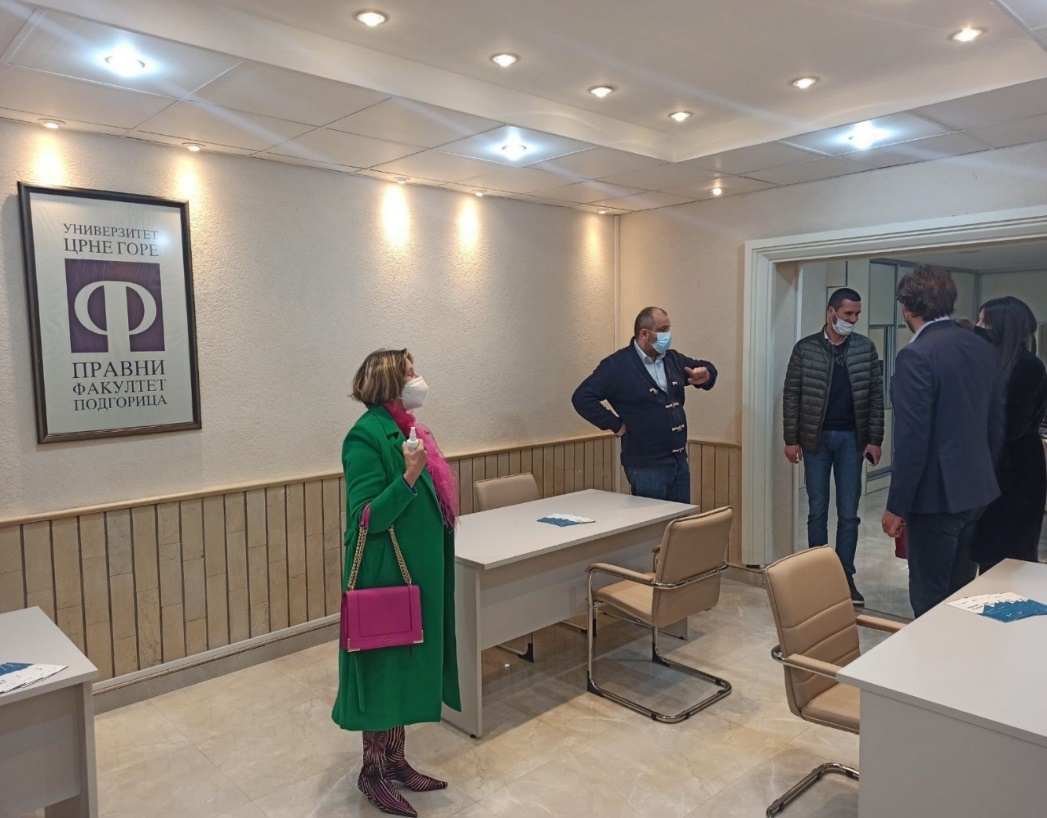 УНИВЕРЗИТЕТ
ЦРНЕ ГОРЕ
Ф
ПРАВНИ
ФАКУЛТЕТ
ПОДГОРИЦА